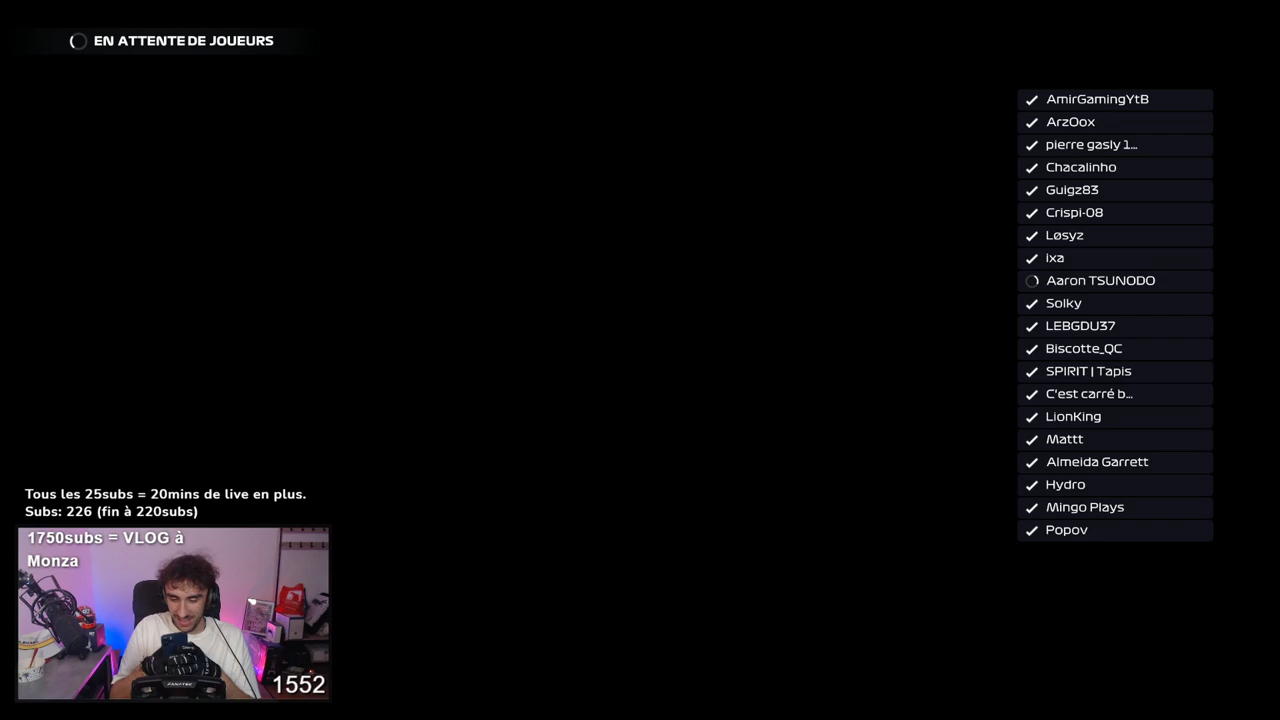 EN ATTENTE DE JOUEURS
AmirGamingYtB
ArzOox
pierre gasly 1...
Chacalinho
Guigz83
Crispi-08
Løsyz
ixa
Aaron TSUNODO
Solky
LEBGDU37
Biscotte_QC
SPIRIT | Tapis
C'est carré b...
LionKing
Mattt
Almeida Garrett
Hydro
Mingo Plays
Popov
Tous les 25subs = 20mins de live en plus.
Subs: 226 (fin à 220subs)
1750subs = VLOG à
Monza
FANATEC
1552